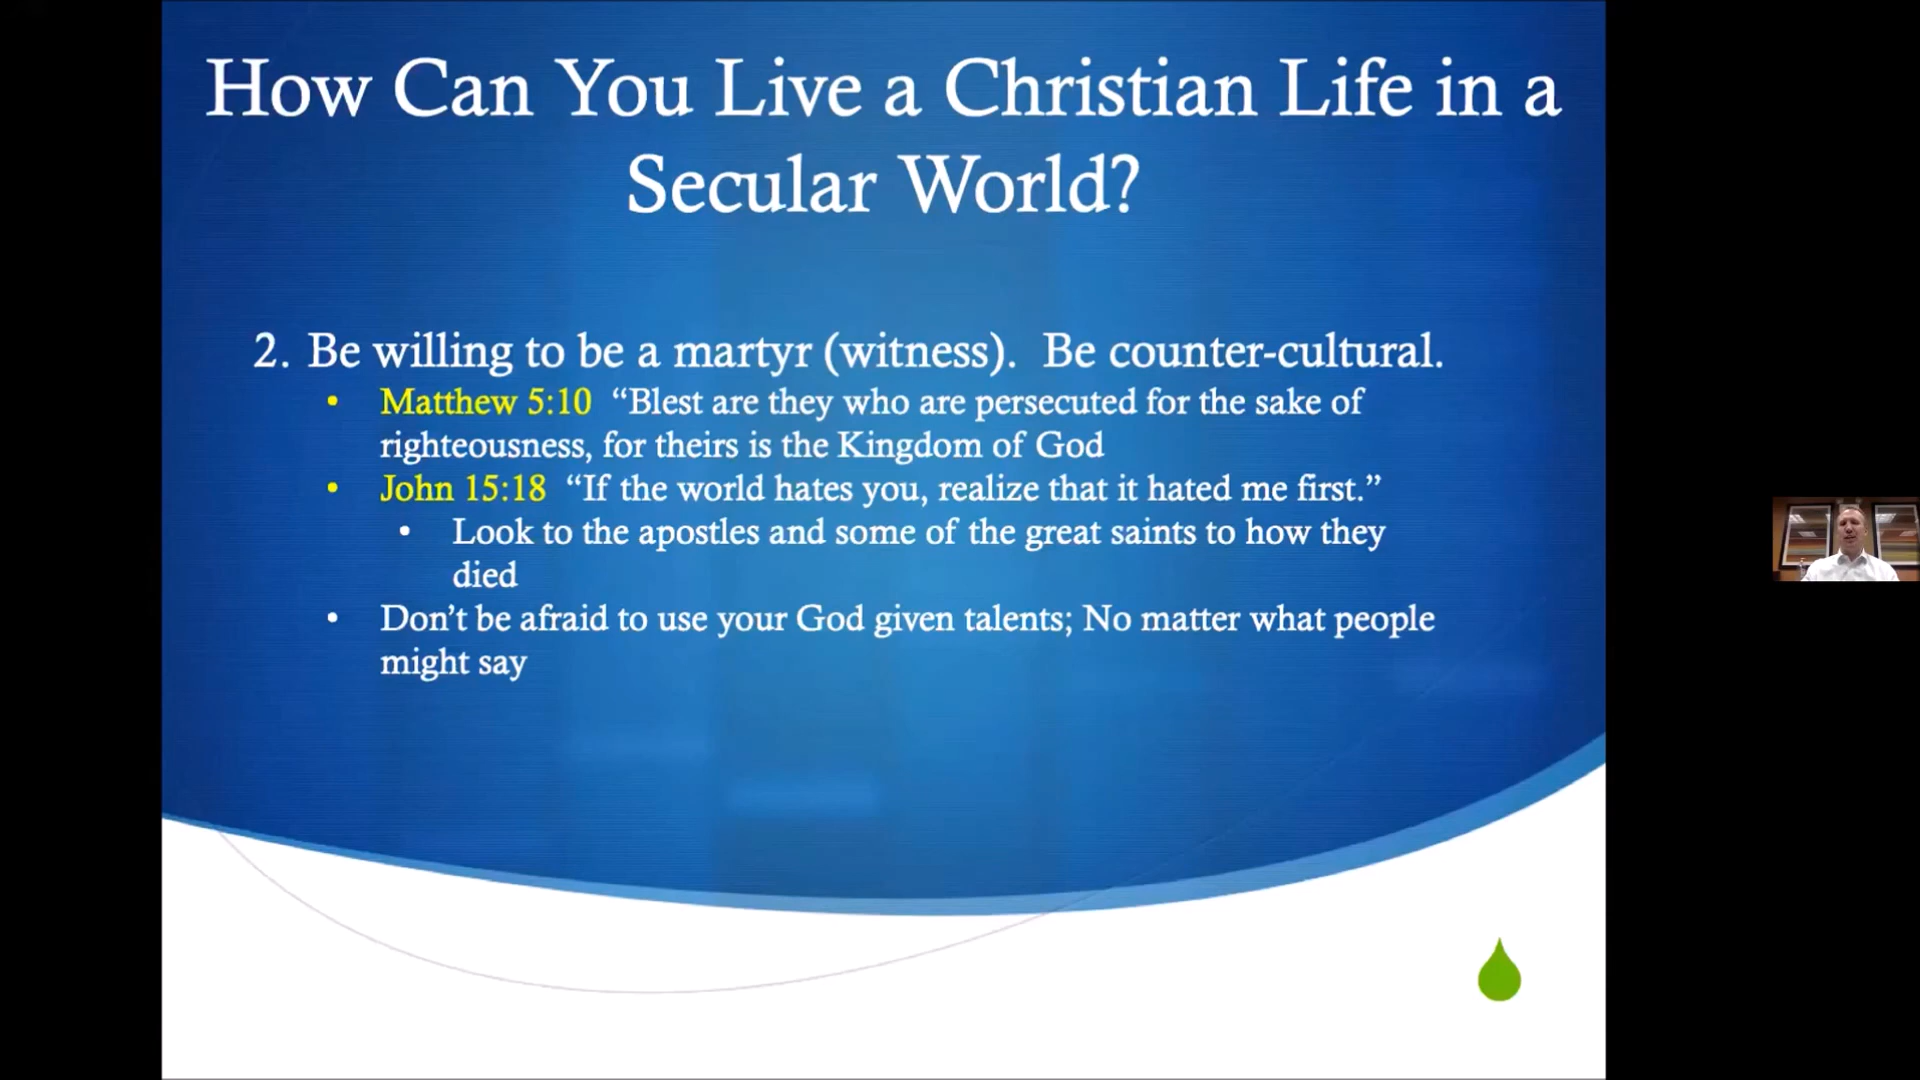 How Can You Live a Christian Life in a
Secular World?
2. Be willing to be a martyr (witness).  Be counter-cultural.
• Matthew 5:10  “Blest are they who are persecuted for the sake of
righteousness, for theirs is the Kingdom of God
• John 15:18  “If the world hates you, realize that it hated me first.”
• Look to the apostles and some of the great saints to how they
died
• Don’t be afraid to use your God given talents; No matter what people
might say